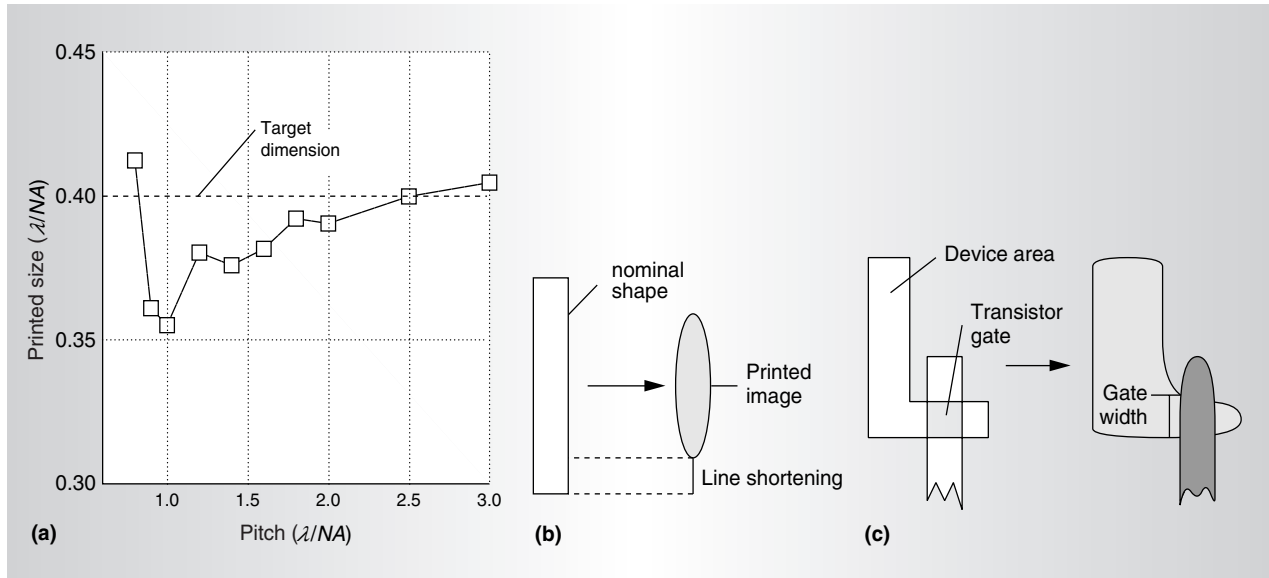 0.45
0.40
0.35
0.30
Printed size (λ/NA)
Target
dimension
1.0
1.5
2.0
2.5
3.0
Pitch (λ/NA)
(a)
nominal
shape
Printed
image
Line shortening
(b)
Device area
Transistor
gate
Gate
width
(c)